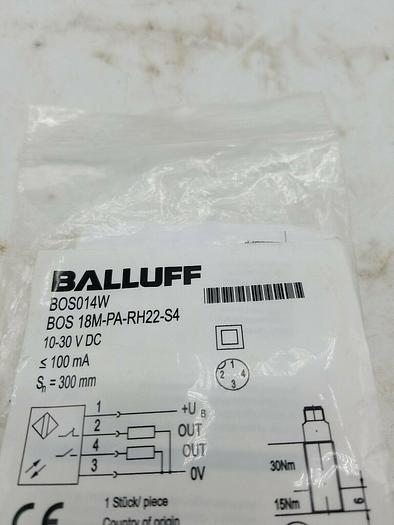 BALLUFF
BOS014W
BOS 18M-PA-RH22-S4
10-30 V DC
≤ 100 mA
Sn = 300 mm
1
2 4
3
1 +UB
2 OUT
4 OUT
3 0V
30Nm
15Nm
6
CE
1 Stück/ piece
Country of origin